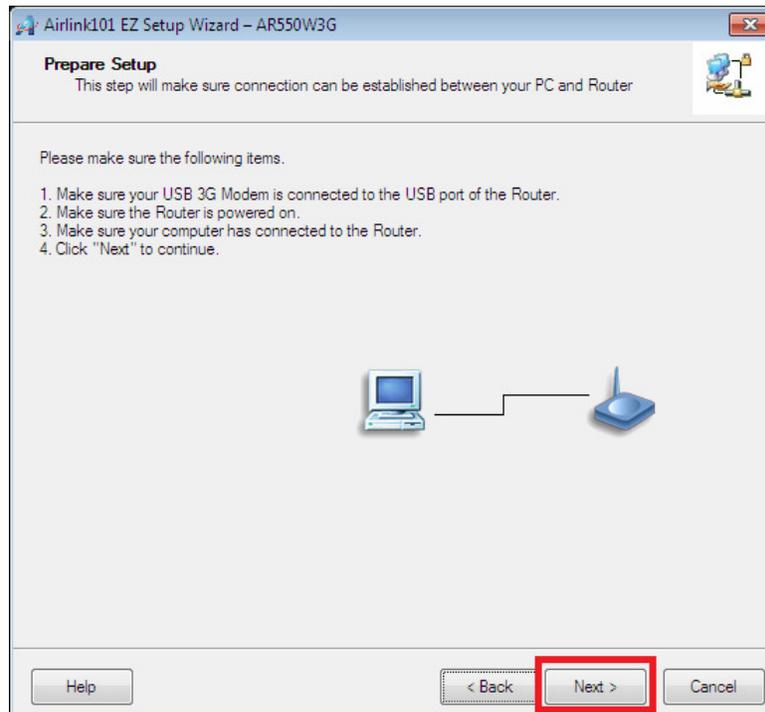 Airlink101 EZ Setup Wizard – AR550W3G
Prepare Setup
This step will make sure connection can be established between your PC and Router
Please make sure the following items.
1. Make sure your USB 3G Modem is connected to the USB port of the Router.
2. Make sure the Router is powered on.
3. Make sure your computer has connected to the Router.
4. Click "Next" to continue.
Help
< Back
Next >
Cancel